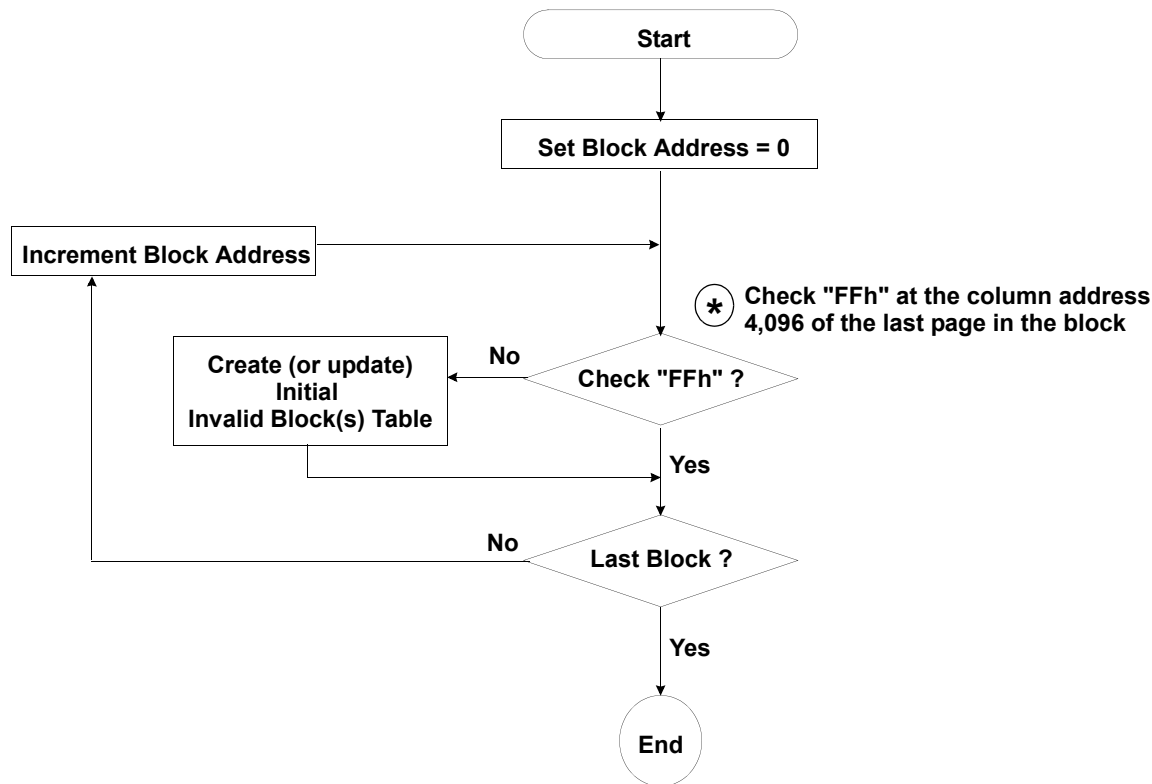 Start
Set Block Address = 0
Increment Block Address
* Check "FFh" at the column address
4,096 of the last page in the block
No
Check "FFh" ?
Create (or update)
Initial
Invalid Block(s) Table
Yes
No
Last Block ?
Yes
End